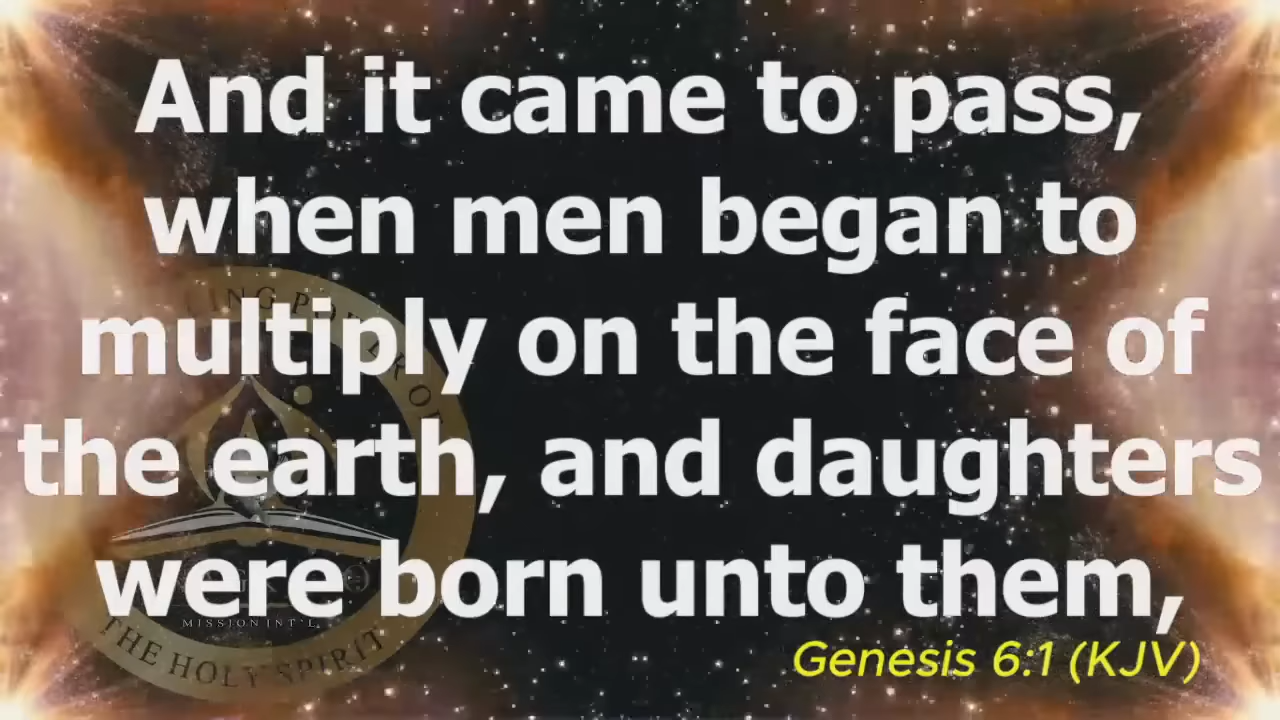 And it came to pass,
when men began to
multiply on the face of
the earth, and daughters
were born unto them,
Genesis 6:1 (KJV)
MISSION INT'L
THE HOLY SPIRIT